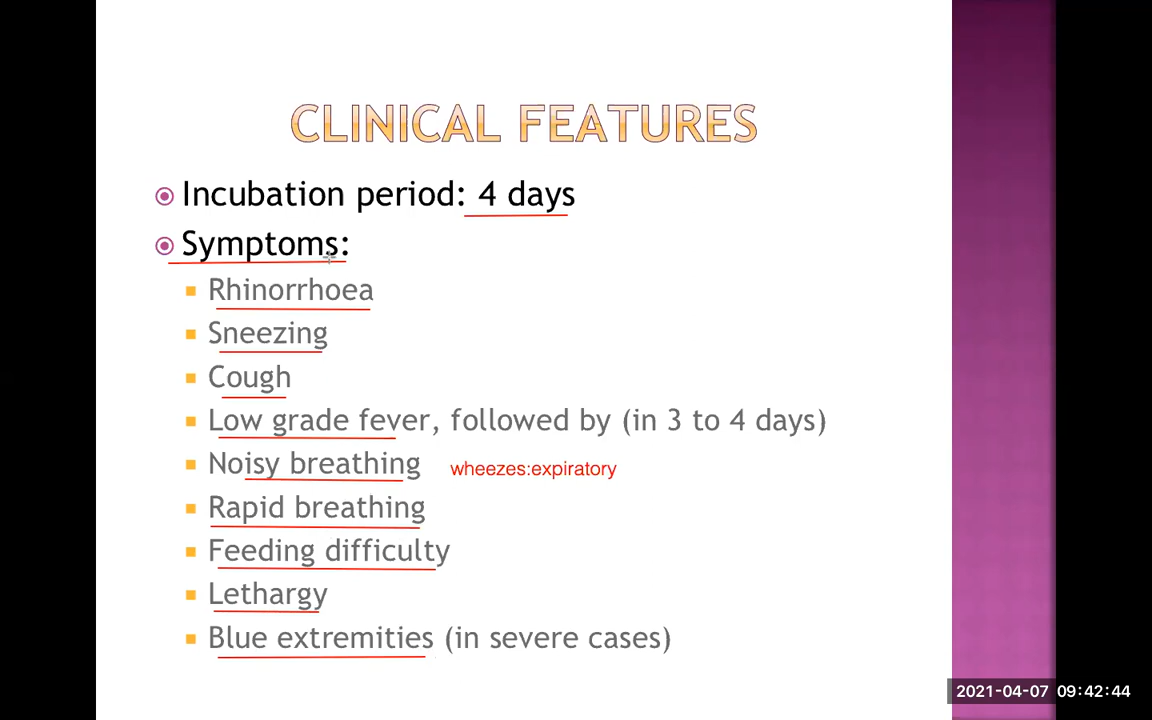 CLINICAL FEATURES
Incubation period: 4 days
Symptoms:
Rhinorrhoea
Sneezing
Cough
Low grade fever, followed by (in 3 to 4 days)
Noisy breathing wheezes:expiratory
Rapid breathing
Feeding difficulty
Lethargy
Blue extremities (in severe cases)
2021-04-07 09:42:44